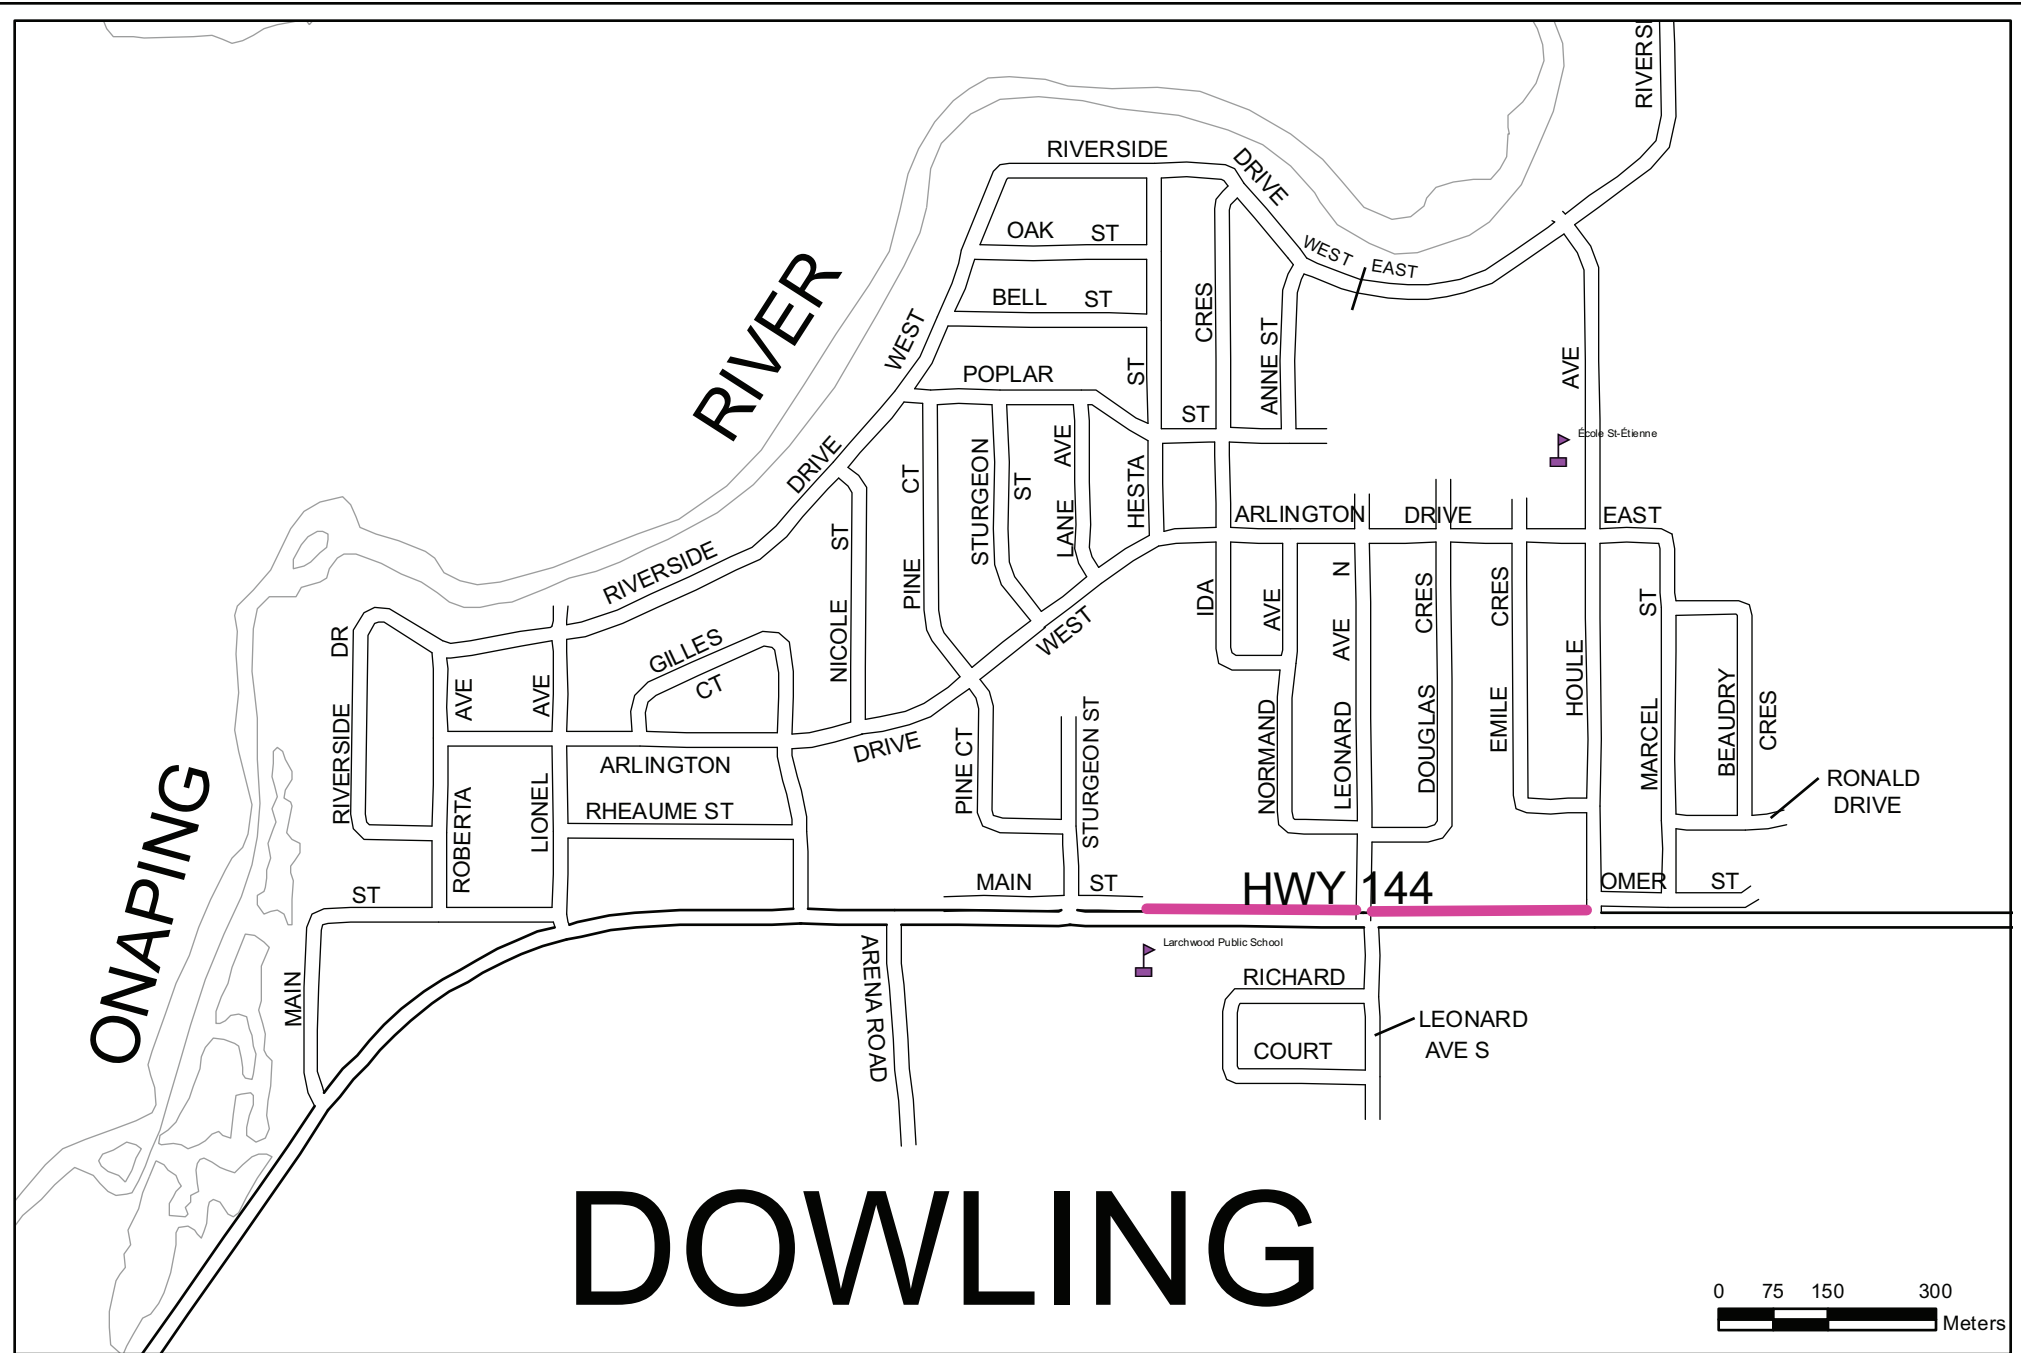 RIVERSI
RIVERSIDE
DRIVE
WEST
EAST
OAK ST
BELL ST
POPLAR
ST
CRES
ANNE ST
ST
AVE
École St-Étienne
RIVER
WEST
DRIVE
RIVERSIDE
NICOLE ST
PINE CT
STURGEON
ST
LANE AVE
HESTA
ARLINGTON DRIVE EAST
IDA
AVE
NORMAND
LEONARD AVE N
DOUGLAS CRES
EMILE CRES
HOULE
MARCEL ST
BEAUDRY
CRES
RONALD
DRIVE
RIVERSIDE DR
AVE
ROBERTA
AVE
LIONEL
GILLES
CT
WEST
DRIVE
ARLINGTON
RHEAUME ST
PINE CT
STURGEON ST
ST
MAIN
MAIN ST
HWY 144
OMER ST
ONAPING
ARENA ROAD
Larchwood Public School
RICHARD
COURT
LEONARD
AVE S
DOWLING
0 75 150 300
Meters